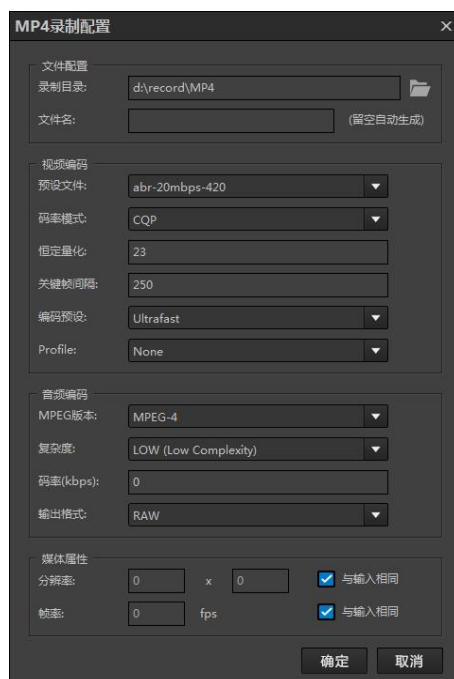 MP4录制配置 ×
文件配置
录制目录: d:\record\MP4
文件名: (留空自动生成)
视频编码
预设文件: abr-20mbps-420
码率模式: CQP
恒定量化: 23
关键帧间隔: 250
编码预设: Ultrafast
Profile: None
音频编码
MPEG版本: MPEG-4
复杂度: LOW (Low Complexity)
码率(kbps): 0
输出格式: RAW
媒体属性
分辨率: 0 x 0 与输入相同
帧率: 0 fps 与输入相同
确定 取消